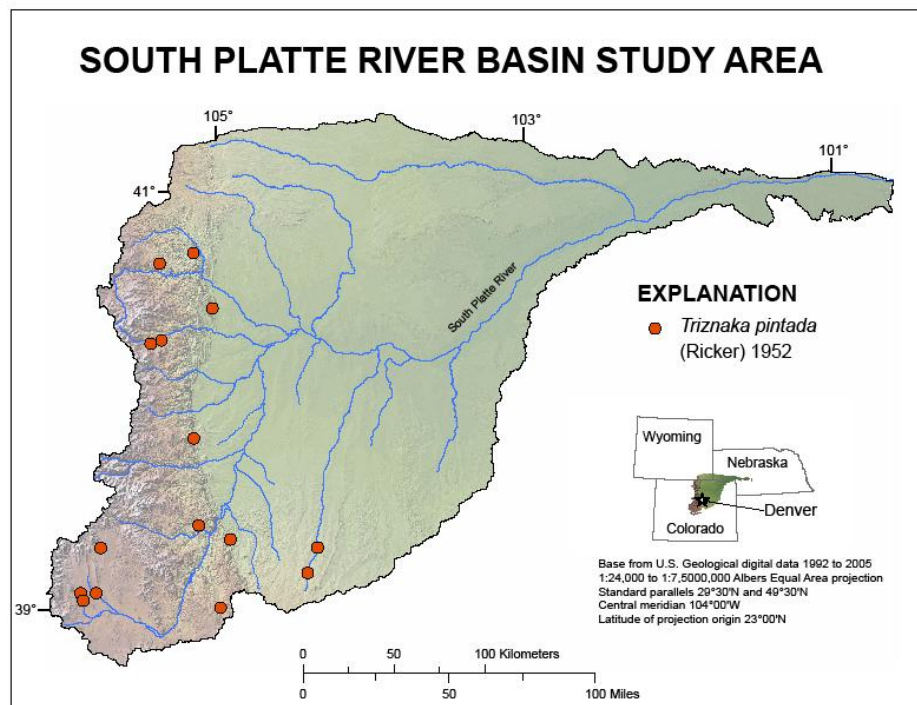 SOUTH PLATTE RIVER BASIN STUDY AREA
105°
103°
101°
41°
South Platte River
EXPLANATION
Triznaka pintada
(Ricker) 1952
Wyoming
Nebraska
Denver
Colorado
Base from U.S. Geological digital data 1992 to 2005
1:24,000 to 1:7,5000,000 Albers Equal Area projection
Standard parallels 29°30'N and 49°30'N
Central meridian 104°00'W
Latitude of projection origin 23°00'N
39°
0 50 100 Kilometers
0 50 100 Miles